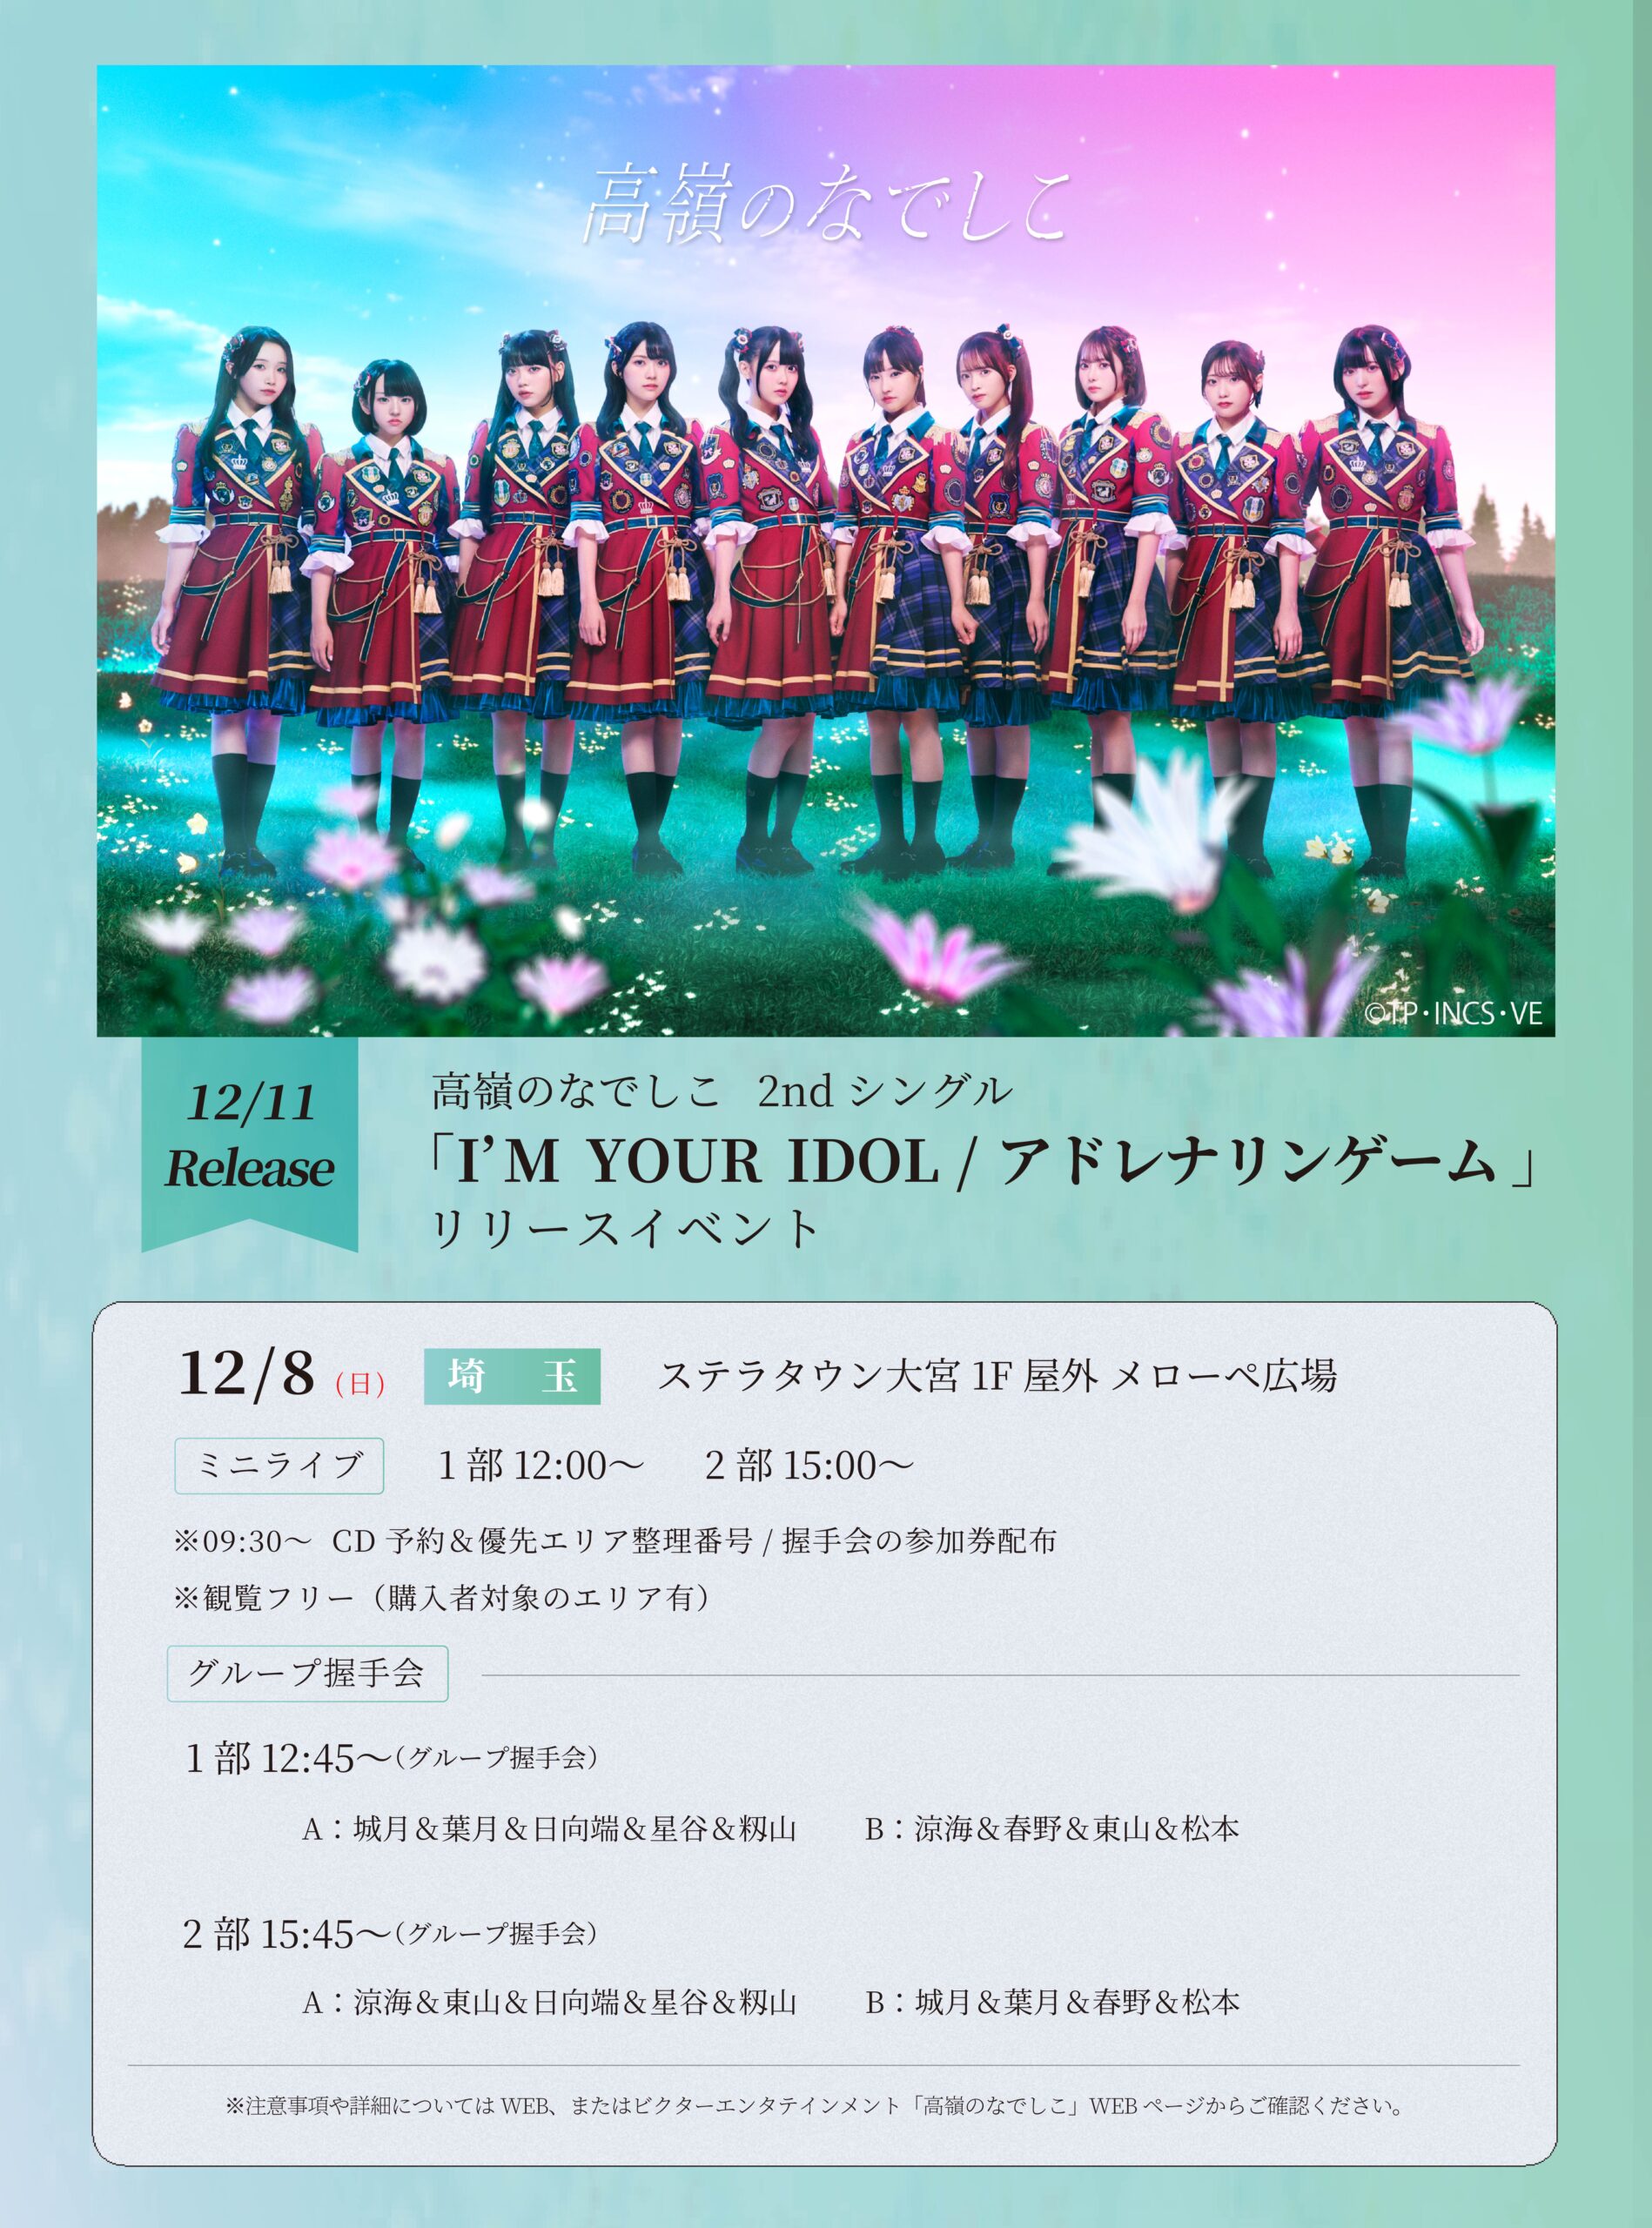 高嶺のなでしこ
©TP・INCS・VE
12/11
Release
高嶺のなでしこ 2nd シングル
「I’M YOUR IDOL / アドレナリンゲーム」
リリースイベント
12/8（日） 埼玉 ステラタウン大宮 1F 屋外 メローペ広場
ミニライブ 1 部 12:00〜 2 部 15:00〜
※09:30〜 CD 予約＆優先エリア整理番号 / 握手会の参加券配布
※観覧フリー（購入者対象のエリア有）
グループ握手会
1 部 12:45〜（グループ握手会）
A：城月＆葉月＆日向端＆星谷＆籾山 B：涼海＆春野＆東山＆松本
2 部 15:45〜（グループ握手会）
A：涼海＆東山＆日向端＆星谷＆籾山 B：城月＆葉月＆春野＆松本
※注意事項や詳細については WEB、またはビクターエンタテインメント「高嶺のなでしこ」WEB ページからご確認ください。